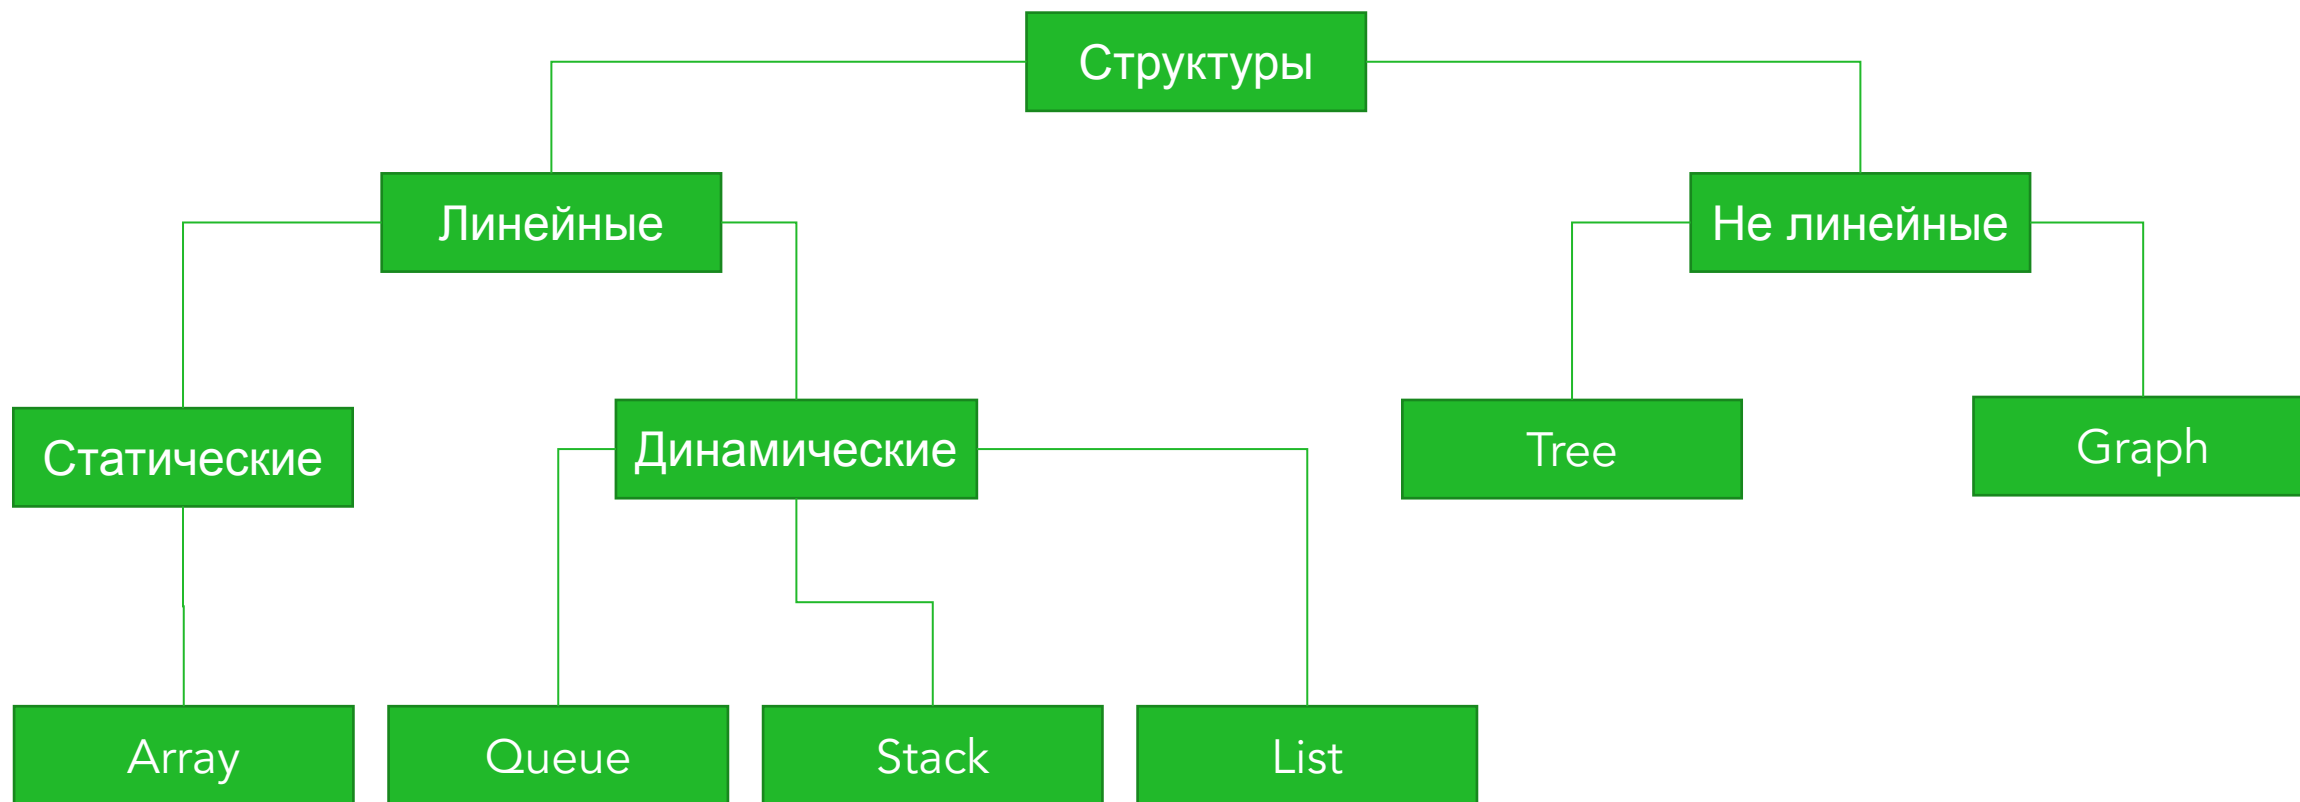 Структуры
Линейные
Не линейные
Статические
Динамические
Tree
Graph
Array
Queue
Stack
List